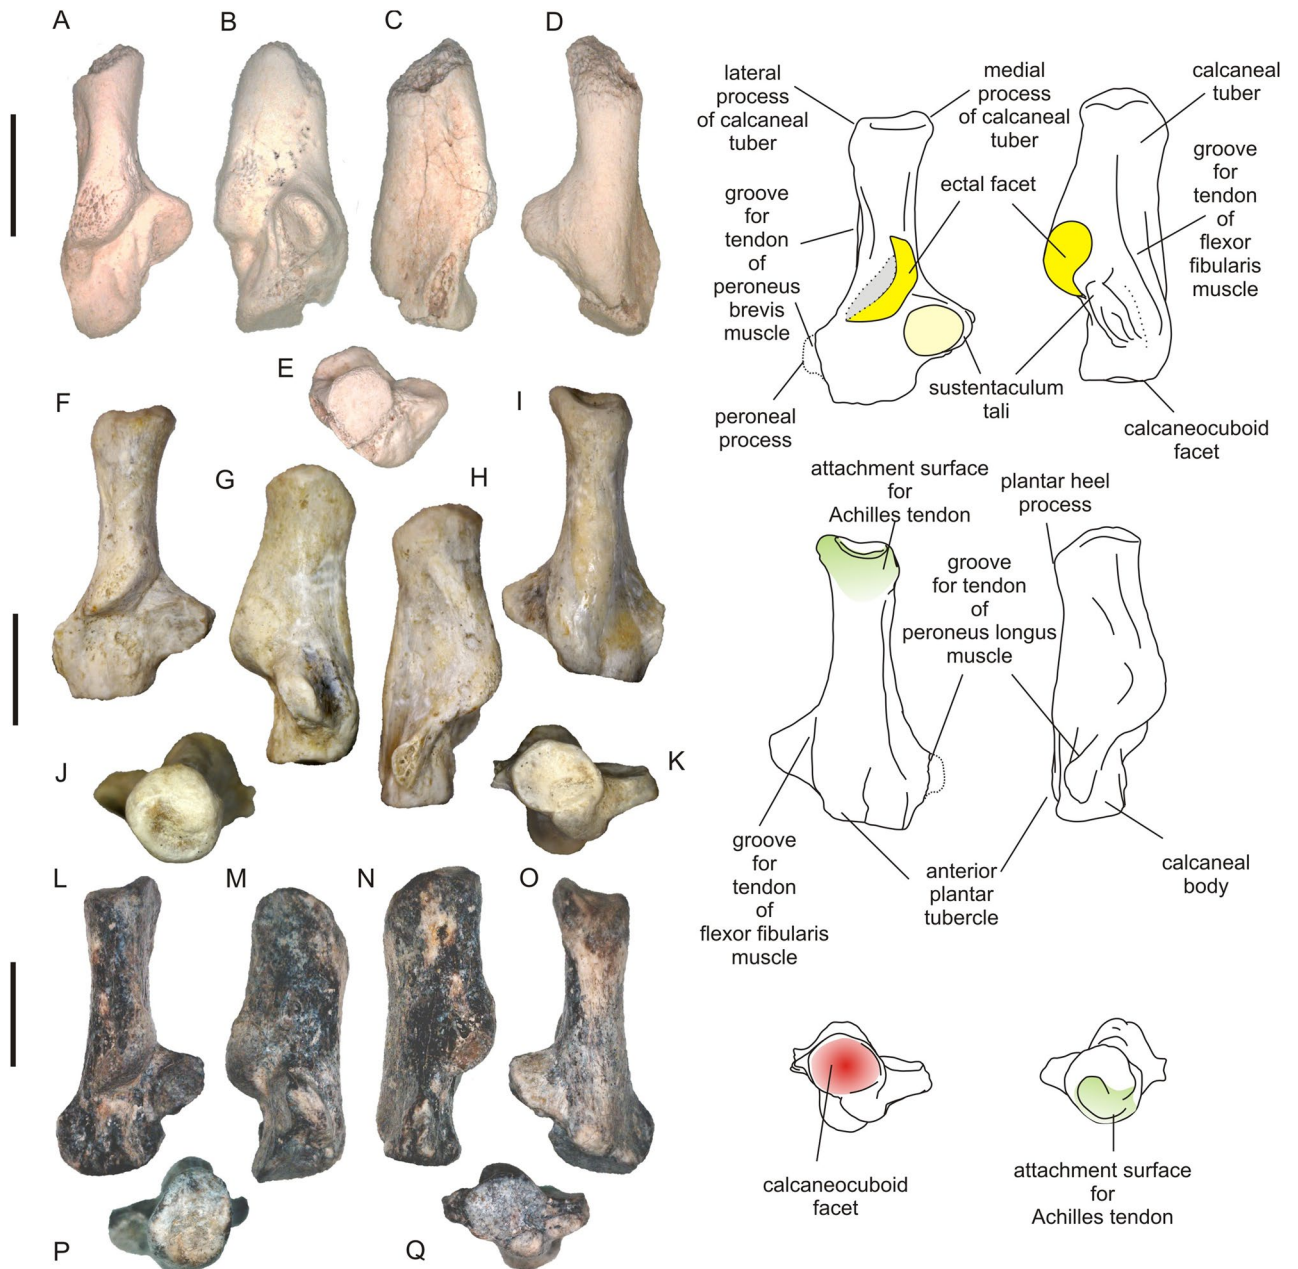 A
B
C
D
E
F
G
H
I
J
K
L
M
N
O
P
Q
lateral
process
of calcaneal
tuber
medial
process
of calcaneal
tuber
calcaneal
tuber
groove
for
tendon
of
peroneus
brevis
muscle
ectal facet
groove
for
tendon
of
flexor
fibularis
muscle
peroneal
process
sustentaculum
tali
calcaneocuboid
facet
attachment surface
for
Achilles tendon
plantar heel
process
groove
for tendon
of
peroneus longus
muscle
groove
for
tendon
of
flexor fibularis
muscle
anterior
plantar
tubercle
calcaneal
body
calcaneocuboid
facet
attachment surface
for
Achilles tendon